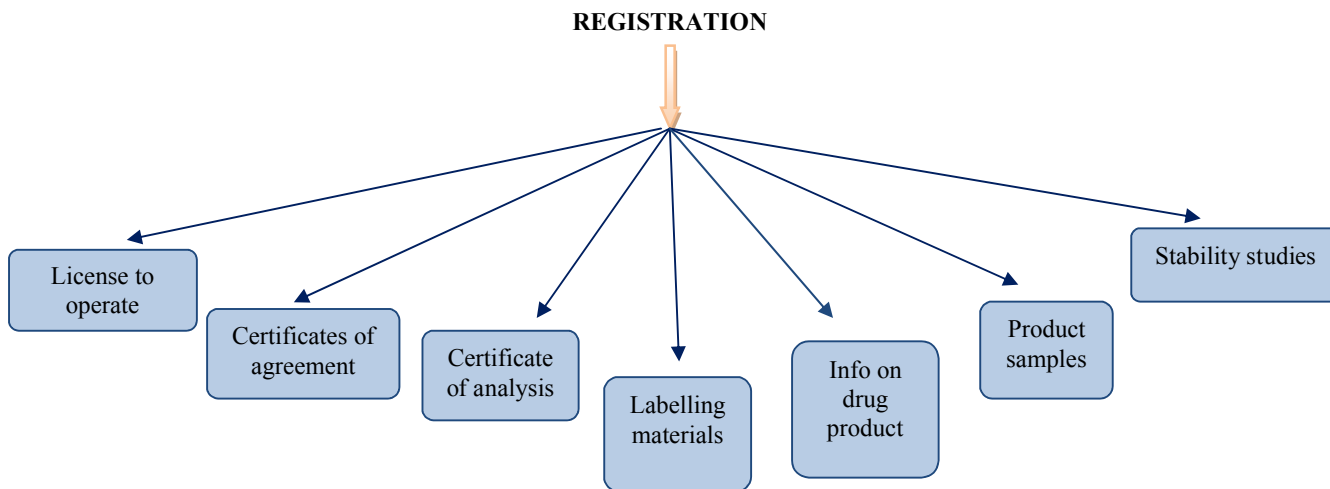 REGISTRATION
License to
operate
Certificates of
agreement
Certificate
of analysis
Labelling
materials
Info on
drug
product
Product
samples
Stability studies